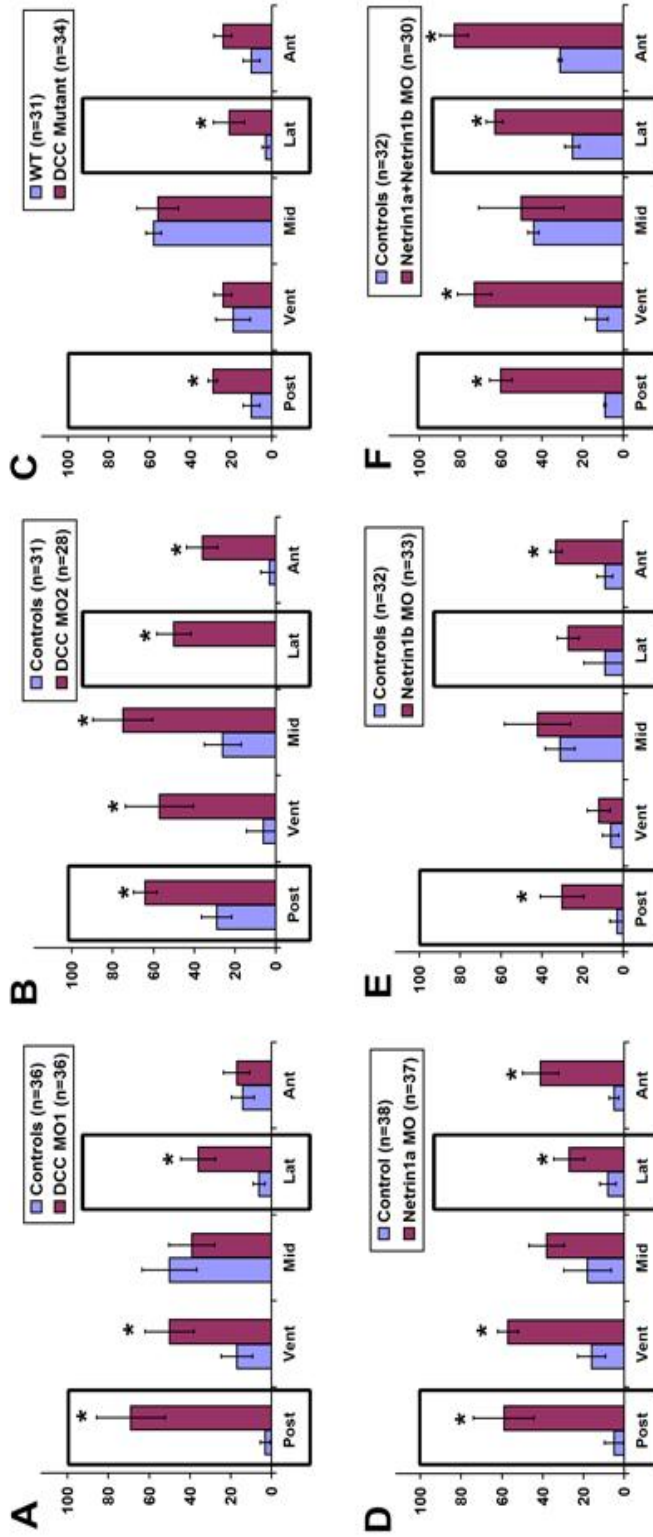 A
Controls (n=36)
DCC MO1 (n=36)
100
80
60
40
20
0
Post Vent Mid Lat Ant
* * *
B
Controls (n=31)
DCC MO2 (n=28)
100
80
60
40
20
0
Post Vent Mid Lat Ant
* * * * *
C
WT (n=31)
DCC Mutant (n=34)
100
80
60
40
20
0
Post Vent Mid Lat Ant
* *
D
Control (n=38)
Netrin1a MO (n=37)
100
80
60
40
20
0
Post Vent Mid Lat Ant
* * * *
E
Controls (n=32)
Netrin1b MO (n=33)
100
80
60
40
20
0
Post Vent Mid Lat Ant
* *
F
Controls (n=32)
Netrin1a+Netrin1b MO (n=30)
100
80
60
40
20
0
Post Vent Mid Lat Ant
* * * *